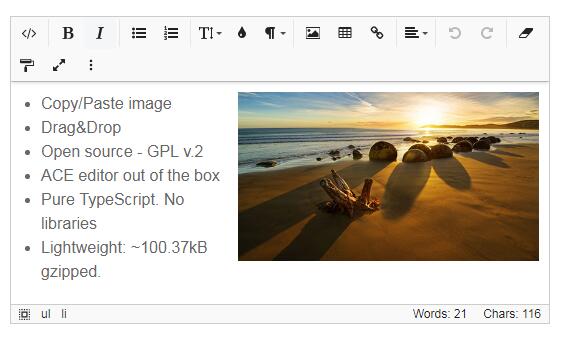 B I
Copy/Paste image
Drag&Drop
Open source - GPL v.2
ACE editor out of the box
Pure TypeScript. No
libraries
Lightweight: ~100.37kB
gzipped.
ul li Words: 21 Chars: 116